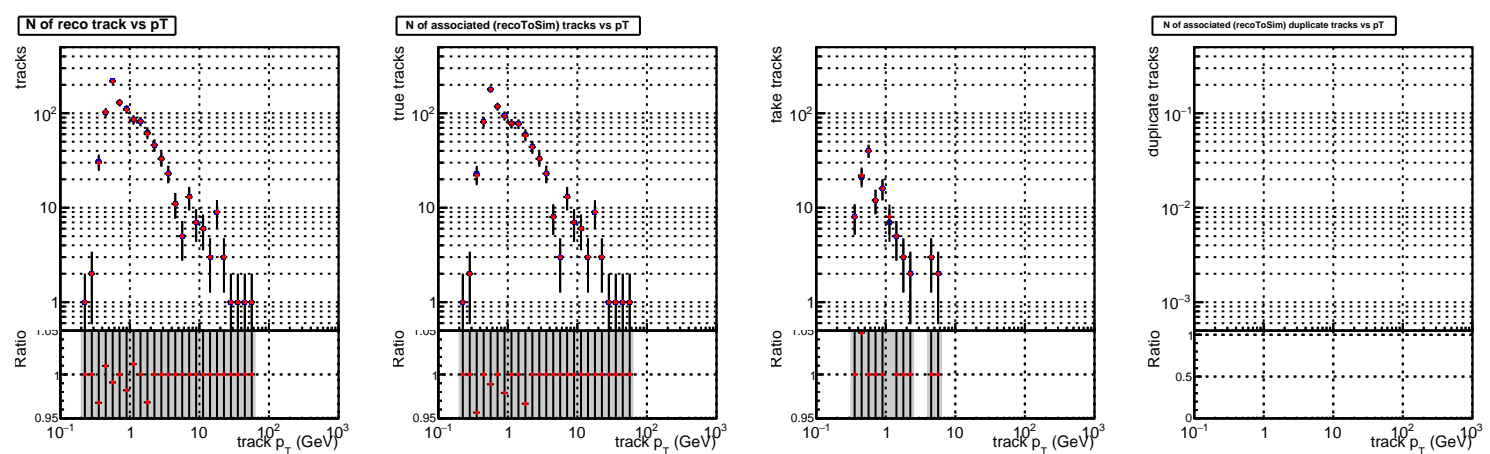 N of reco track vs pT
tracks
10²
10
1
Ratio
1.05
1
0.95
10⁻¹ 1 10 10² 10³
track p_T (GeV)
N of associated (recoToSim) tracks vs pT
true tracks
10²
10
1
Ratio
1.05
1
0.95
10⁻¹ 1 10 10² 10³
track p_T (GeV)
fake tracks
10²
10
1
Ratio
1.05
1
0.95
10⁻¹ 1 10 10² 10³
track p_T (GeV)
N of associated (recoToSim) duplicate tracks vs pT
duplicate tracks
10⁻¹
10⁻²
10⁻³
Ratio
1
0.5
0
10⁻¹ 1 10 10² 10³
track p_T (GeV)